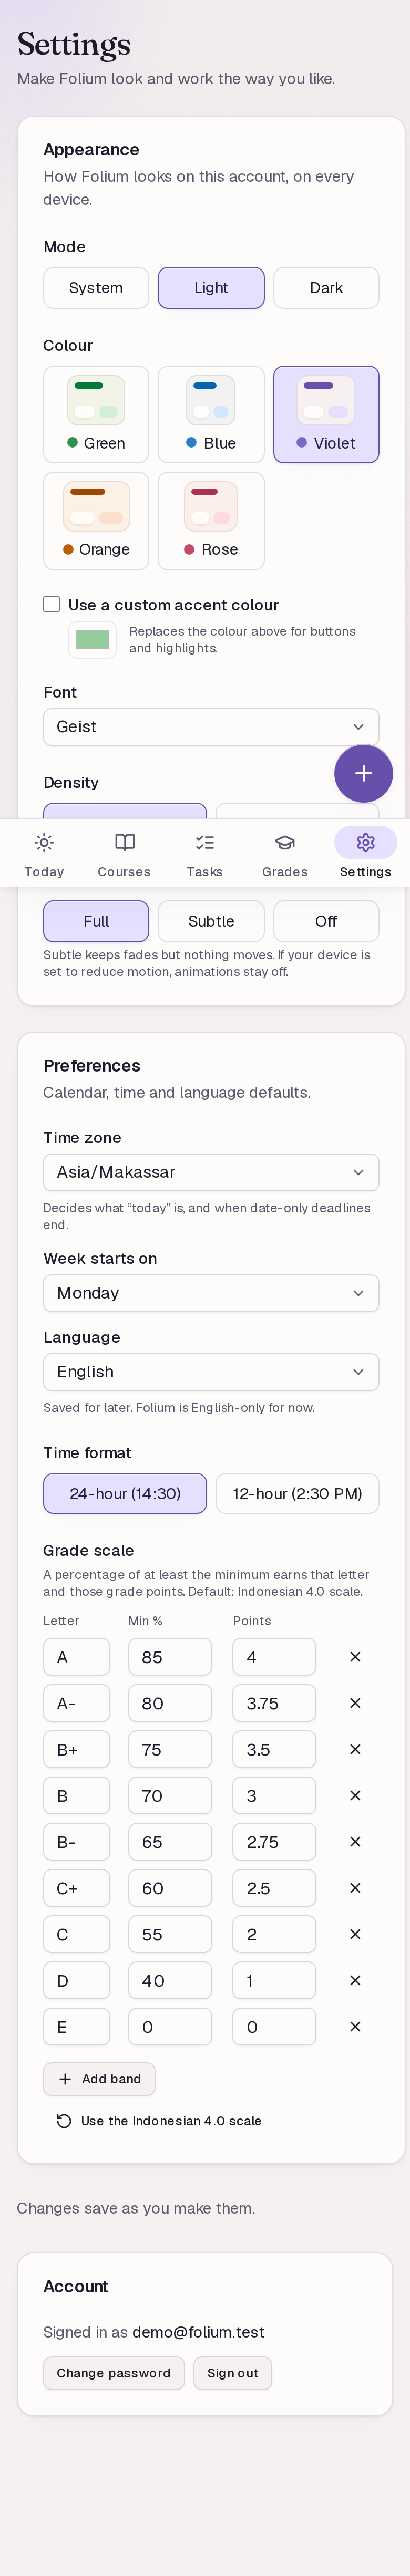 Settings
Make Folium look and work the way you like.
Appearance
How Folium looks on this account, on every
device.
Mode
System Light Dark
Colour
Green Blue Violet
Orange Rose
Use a custom accent colour
Replaces the colour above for buttons
and highlights.
Font
Geist
Density
Today Courses Tasks Grades Settings
Full Subtle Off
Subtle keeps fades but nothing moves. If your device is
set to reduce motion, animations stay off.
Preferences
Calendar, time and language defaults.
Time zone
Asia/Makassar
Decides what “today” is, and when date-only deadlines
end.
Week starts on
Monday
Language
English
Saved for later. Folium is English-only for now.
Time format
24-hour (14:30) 12-hour (2:30 PM)
Grade scale
A percentage of at least the minimum earns that letter
and those grade points. Default: Indonesian 4.0 scale.
Letter Min % Points
A 85 4
A- 80 3.75
B+ 75 3.5
B 70 3
B- 65 2.75
C+ 60 2.5
C 55 2
D 40 1
E 0 0
Add band
Use the Indonesian 4.0 scale
Changes save as you make them.
Account
Signed in as demo@folium.test
Change password Sign out